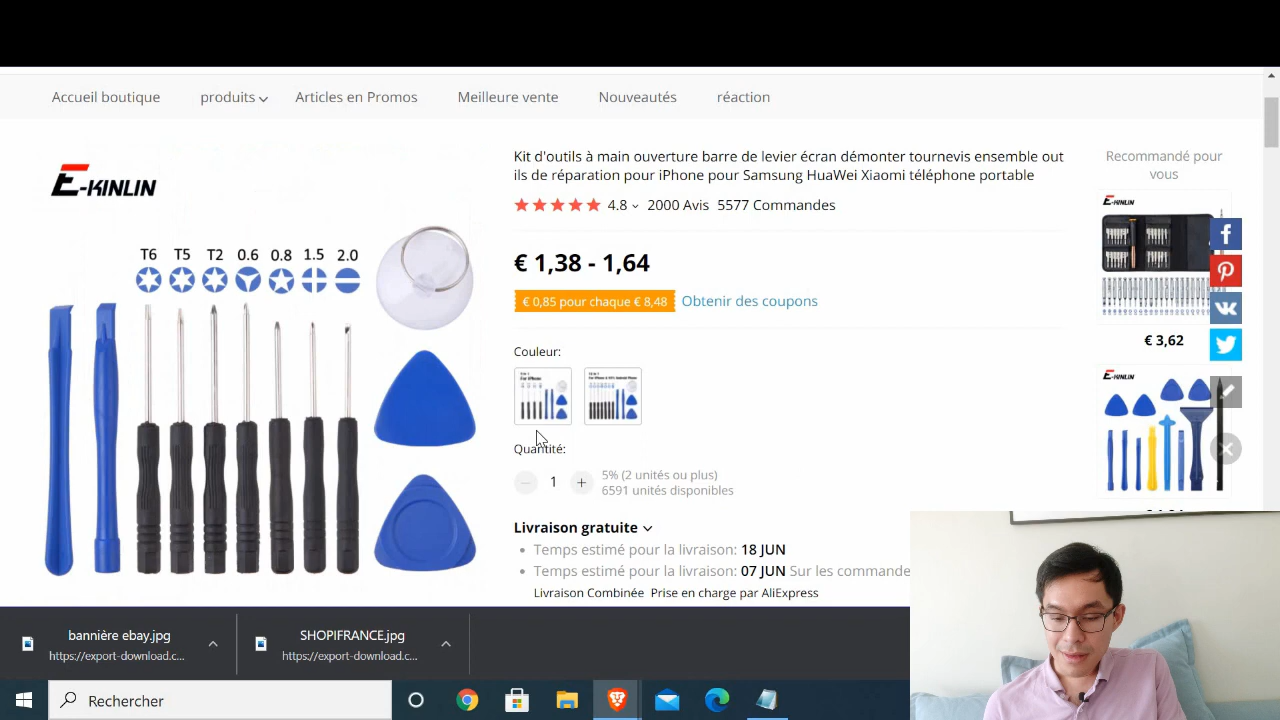 Accueil boutique produits Articles en Promos Meilleure vente Nouveautés réaction
E-KINLIN
T6 T5 T2 0.6 0.8 1.5 2.0
Kit d'outils à main ouverture barre de levier écran démonter tournevis ensemble out
ils de réparation pour iPhone pour Samsung HuaWei Xiaomi téléphone portable
4.8 2000 Avis 5577 Commandes
€ 1,38 - 1,64
€ 0,85 pour chaque € 8,48 Obtenir des coupons
Couleur:
For iPhone
Quantité:
1
5% (2 unités ou plus)
6591 unités disponibles
Livraison gratuite
Temps estimé pour la livraison: 18 JUN
Temps estimé pour la livraison: 07 JUN Sur les commande
Livraison Combinée Prise en charge par AliExpress
Recommandé pour
vous
E-KINLIN
€ 3,62
E-KINLIN
bannière ebay.jpg
https://export-download.c...
SHOPIFRANCE.jpg
https://export-download.c...
Rechercher